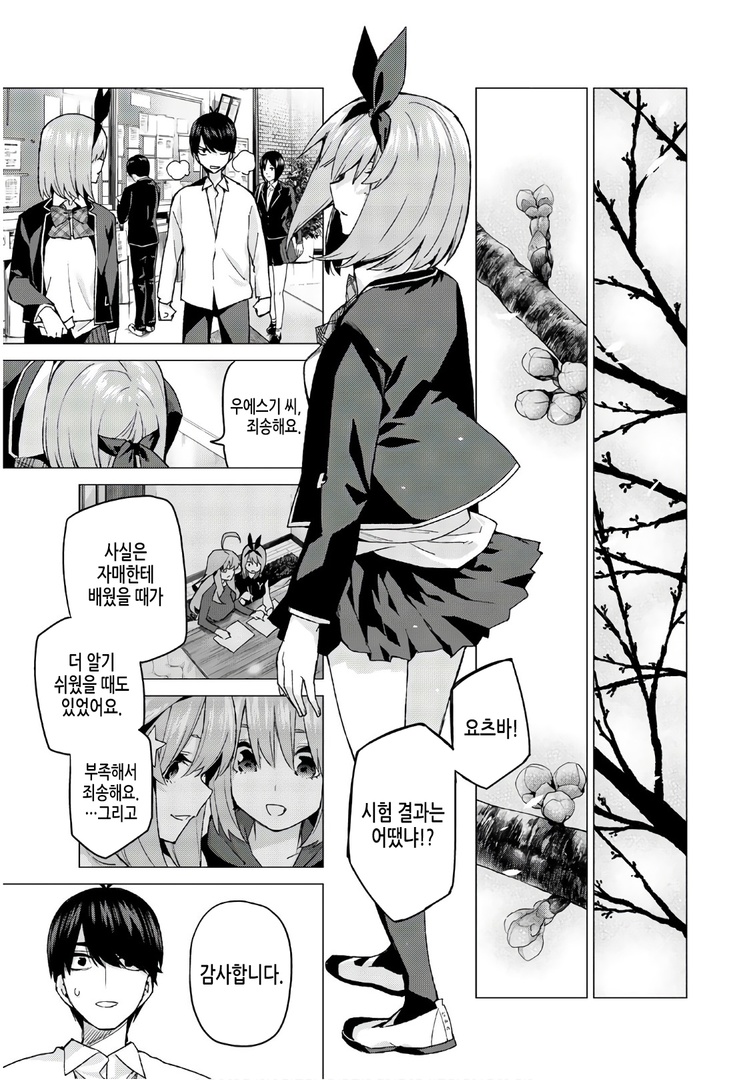 요츠바!
시험 결과는
어땠냐!?
우에스기 씨,
죄송해요.
사실은
자매한테
배웠을 때가
더 알기
쉬웠을 때도
있었어요.
부족해서
죄송해요.
…그리고
감사합니다.